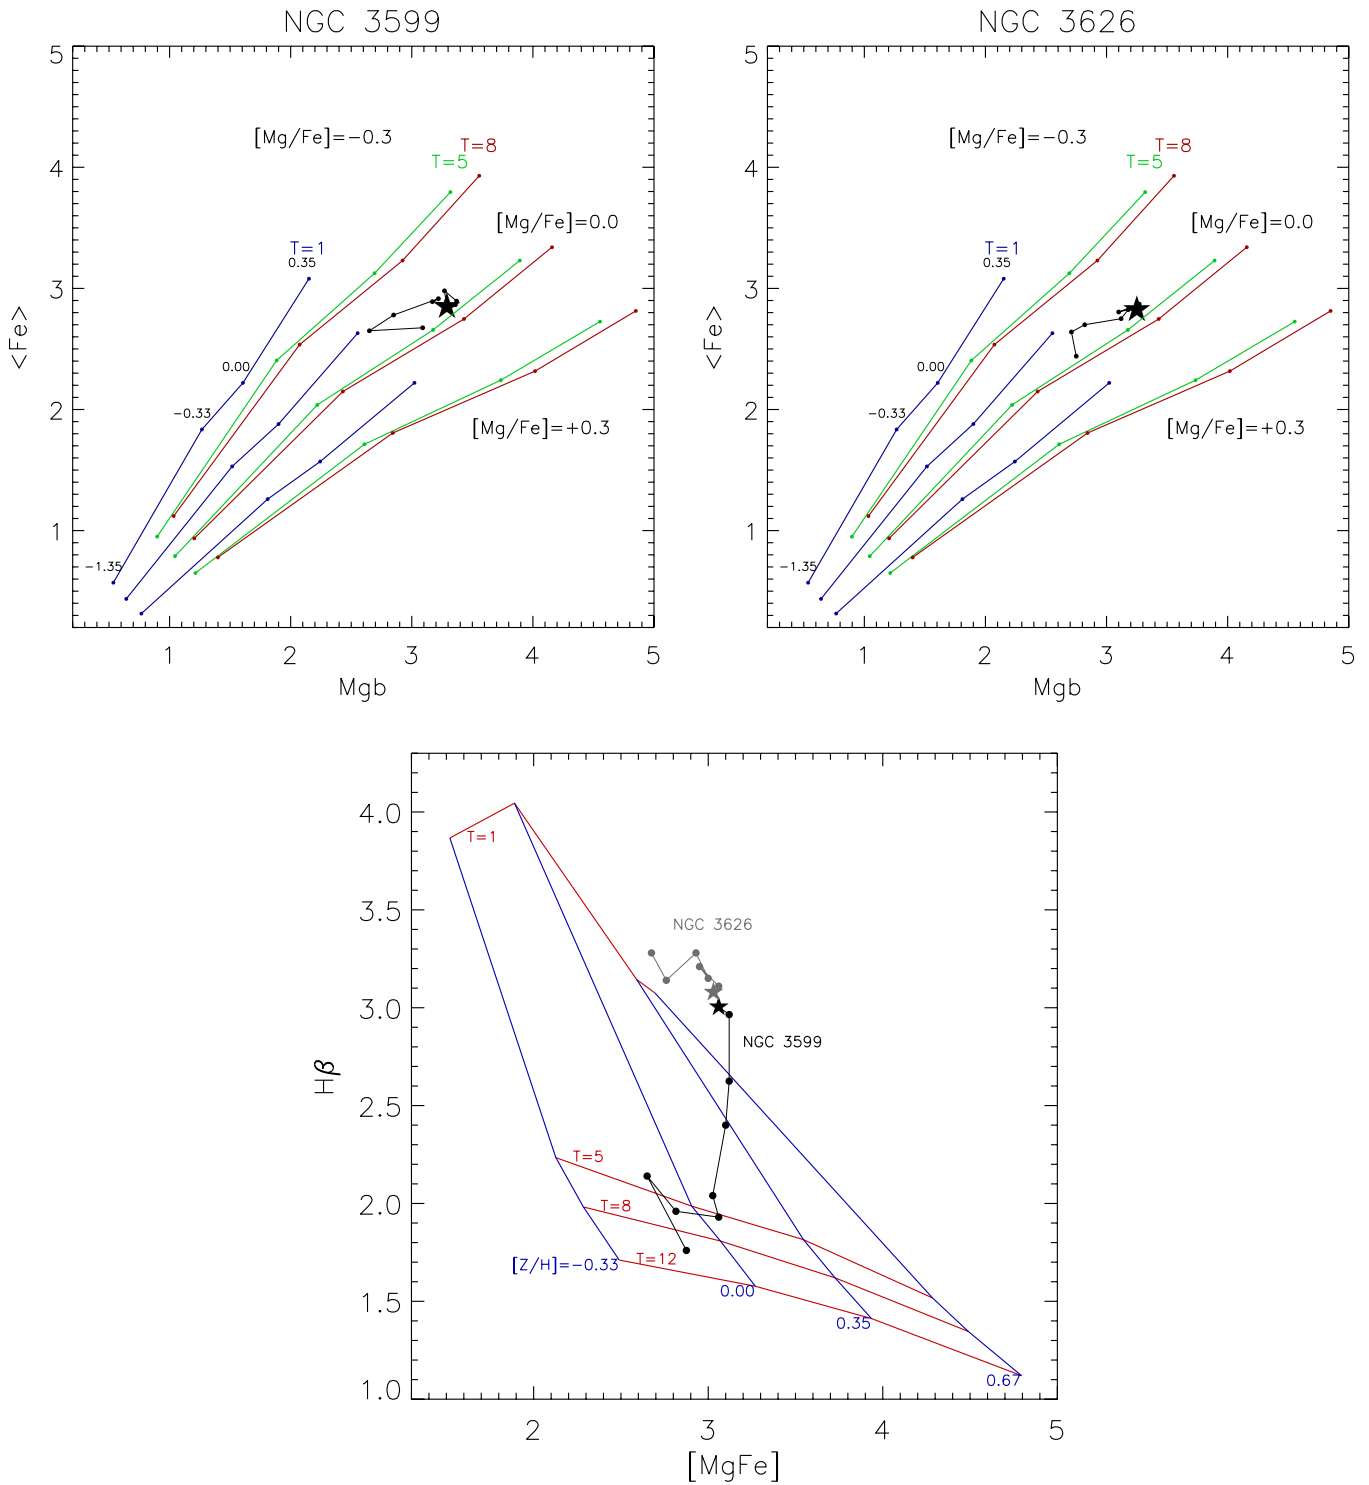 NGC 3599
5
4
3
2
1
<Fe>
[Mg/Fe]=−0.3
T=8
T=5
[Mg/Fe]=0.0
T=1
0.35
0.00
−0.33
[Mg/Fe]=+0.3
−1.35
1 2 3 4 5
Mgb
NGC 3626
5
4
3
2
1
<Fe>
[Mg/Fe]=−0.3
T=8
T=5
[Mg/Fe]=0.0
T=1
0.35
0.00
−0.33
[Mg/Fe]=+0.3
−1.35
1 2 3 4 5
Mgb
4.0
3.5
3.0
2.5
2.0
1.5
1.0
Hβ
T=1
NGC 3626
NGC 3599
T=5
T=8
T=12
[Z/H]=−0.33
0.00
0.35
0.67
2 3 4 5
[MgFe]